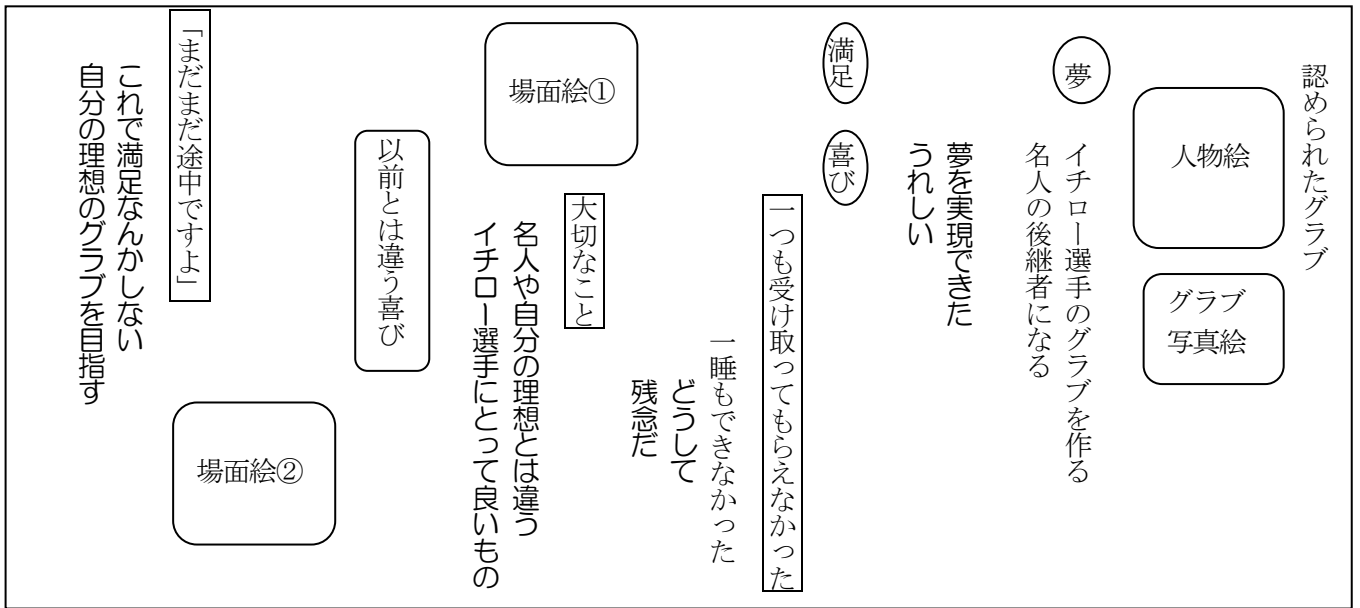 認められたグラブ
人物絵
グラブ
写真絵
夢
イチロー選手のグラブを作る
名人の後継者になる
夢を実現できた
うれしい
満足
喜び
一つも受け取ってもらえなかった
一睡もできなかった
どうして
残念だ
場面絵①
大切なこと
名人や自分の理想とは違う
イチロー選手にとって良いもの
以前とは違う喜び
場面絵②
「まだまだ途中ですよ」
これで満足なんかしない
自分の理想のグラブを目指す